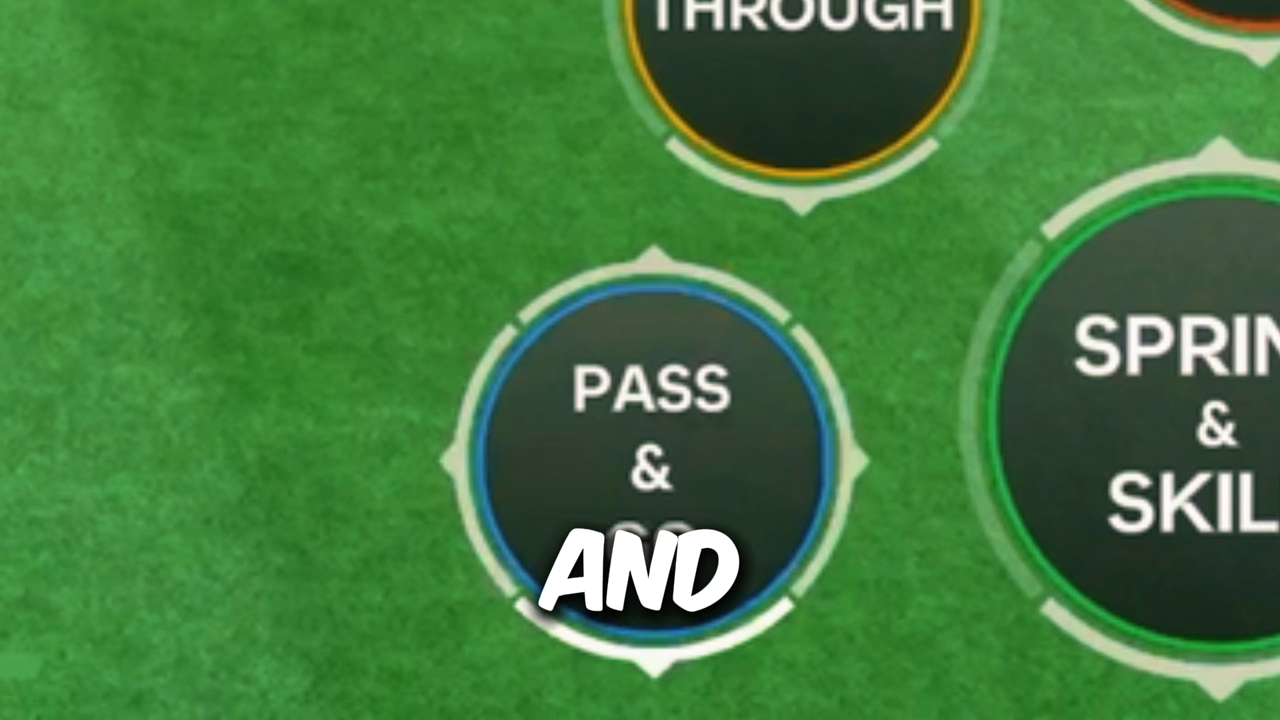 THROUGH
PASS
&
AND
SPRIN
&
SKIL